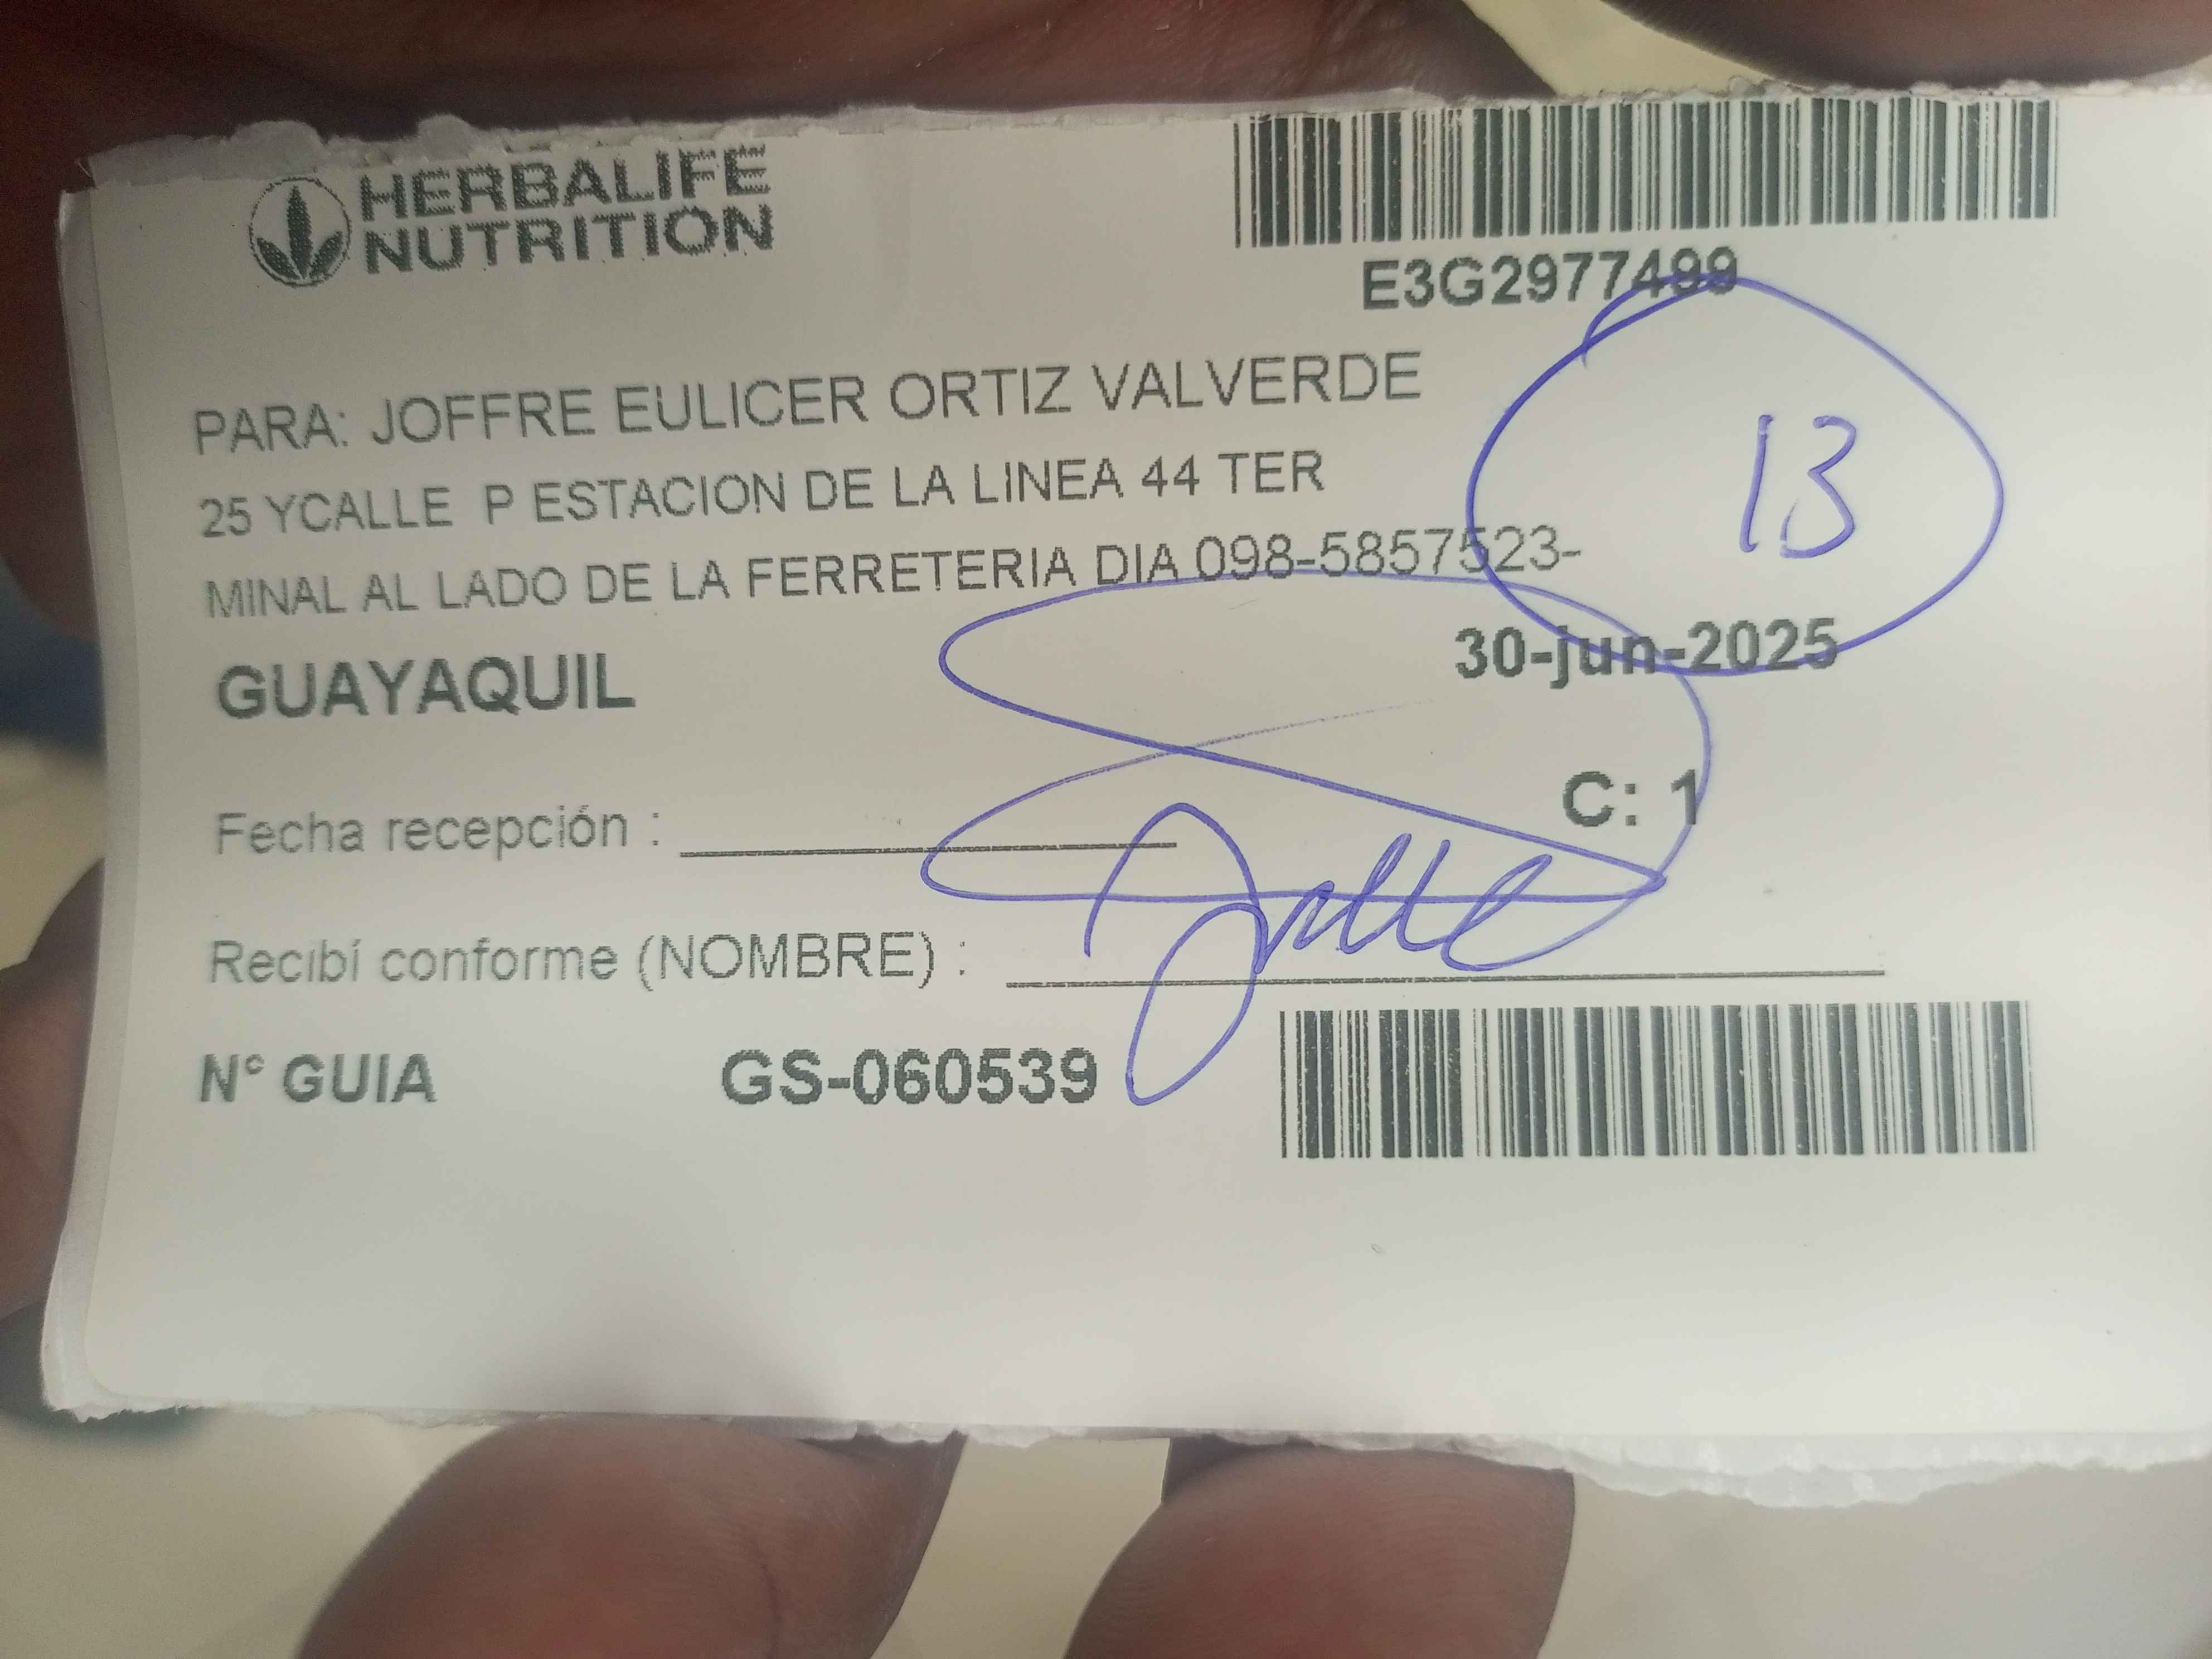 HERBALIFE
NUTRITION
E3G2977499
PARA: JOFFRE EULICER ORTIZ VALVERDE
25 YCALLE P ESTACION DE LA LINEA 44 TER
MINAL AL LADO DE LA FERRETERIA DIA 098-5857523-
13
GUAYAQUIL
30-jun-2025
C: 1
Fecha recepción :
Recibí conforme (NOMBRE) :
N° GUIA GS-060539